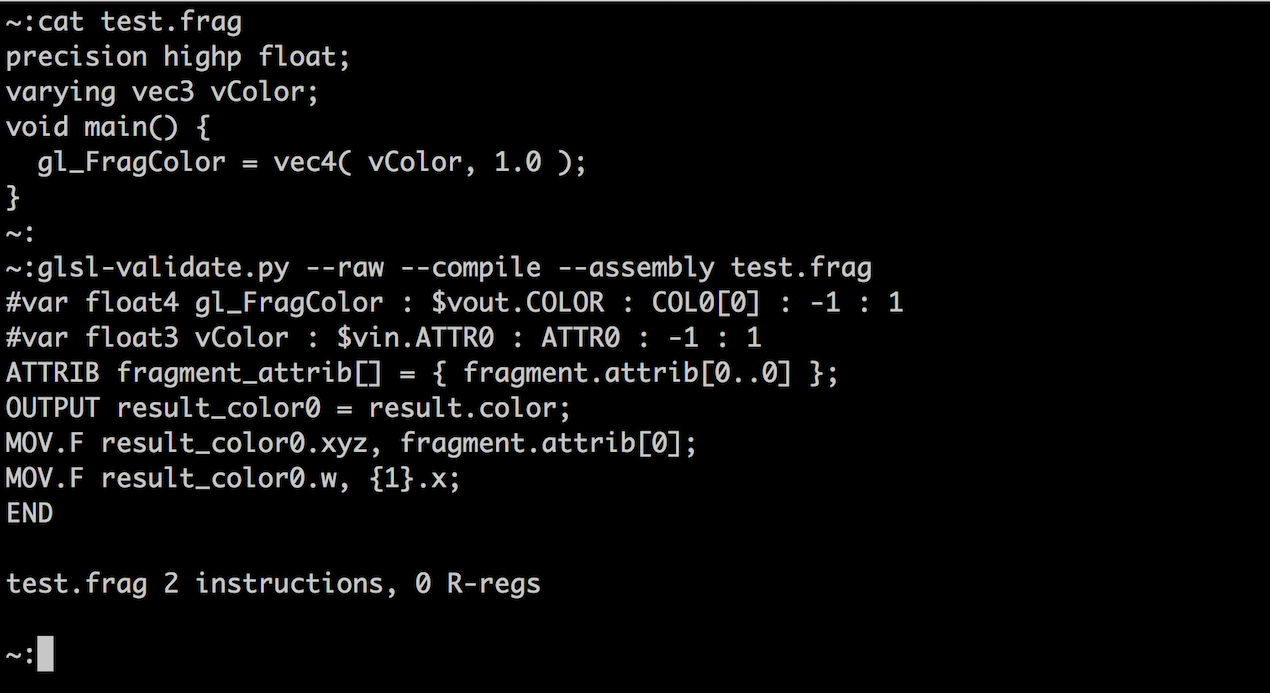 ~:cat test.frag
precision highp float;
varying vec3 vColor;
void main() {
  gl_FragColor = vec4( vColor, 1.0 );
}
~:
~:glsl-validate.py --raw --compile --assembly test.frag
#var float4 gl_FragColor : $vout.COLOR : COL0[0] : -1 : 1
#var float3 vColor : $vin.ATTR0 : ATTR0 : -1 : 1
ATTRIB fragment_attrib[] = { fragment.attrib[0..0] };
OUTPUT result_color0 = result.color;
MOV.F result_color0.xyz, fragment.attrib[0];
MOV.F result_color0.w, {1}.x;
END
test.frag 2 instructions, 0 R-regs
~: